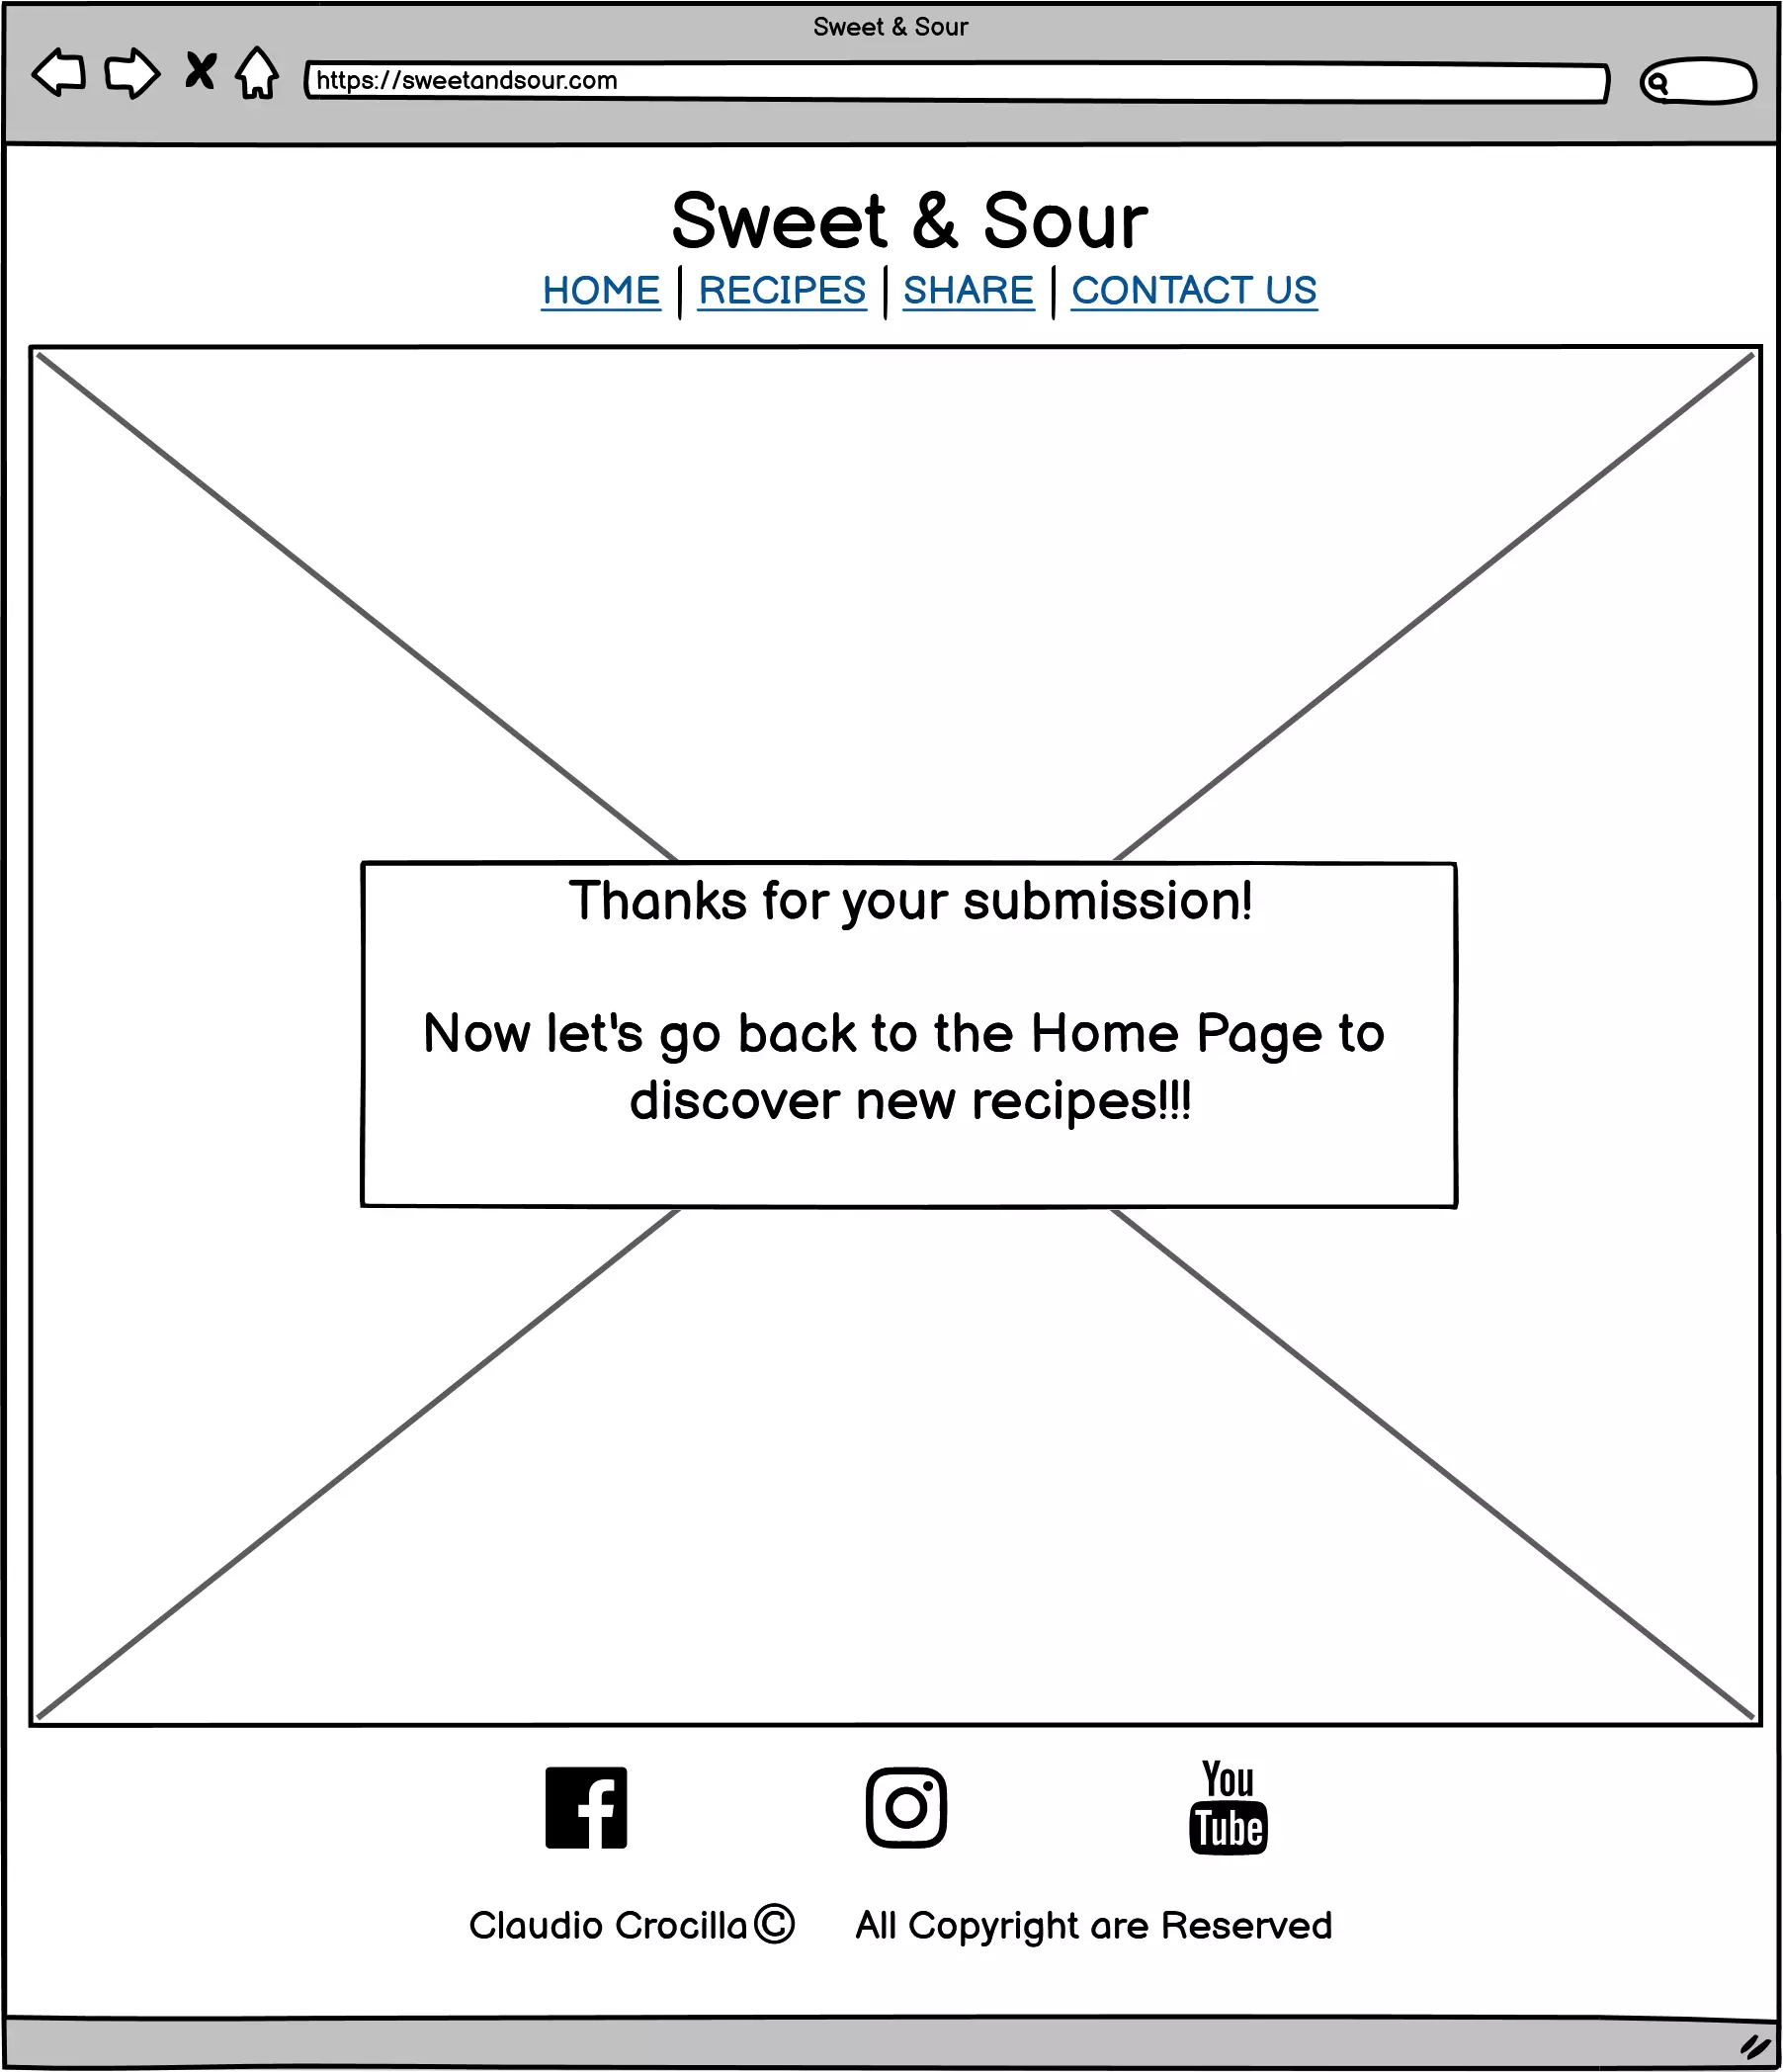 Sweet & Sour
https://sweetandsour.com
Sweet & Sour
HOME | RECIPES | SHARE | CONTACT US
Thanks for your submission!
Now let's go back to the Home Page to
discover new recipes!!!
You
Tube
Claudio Crocilla © All Copyright are Reserved